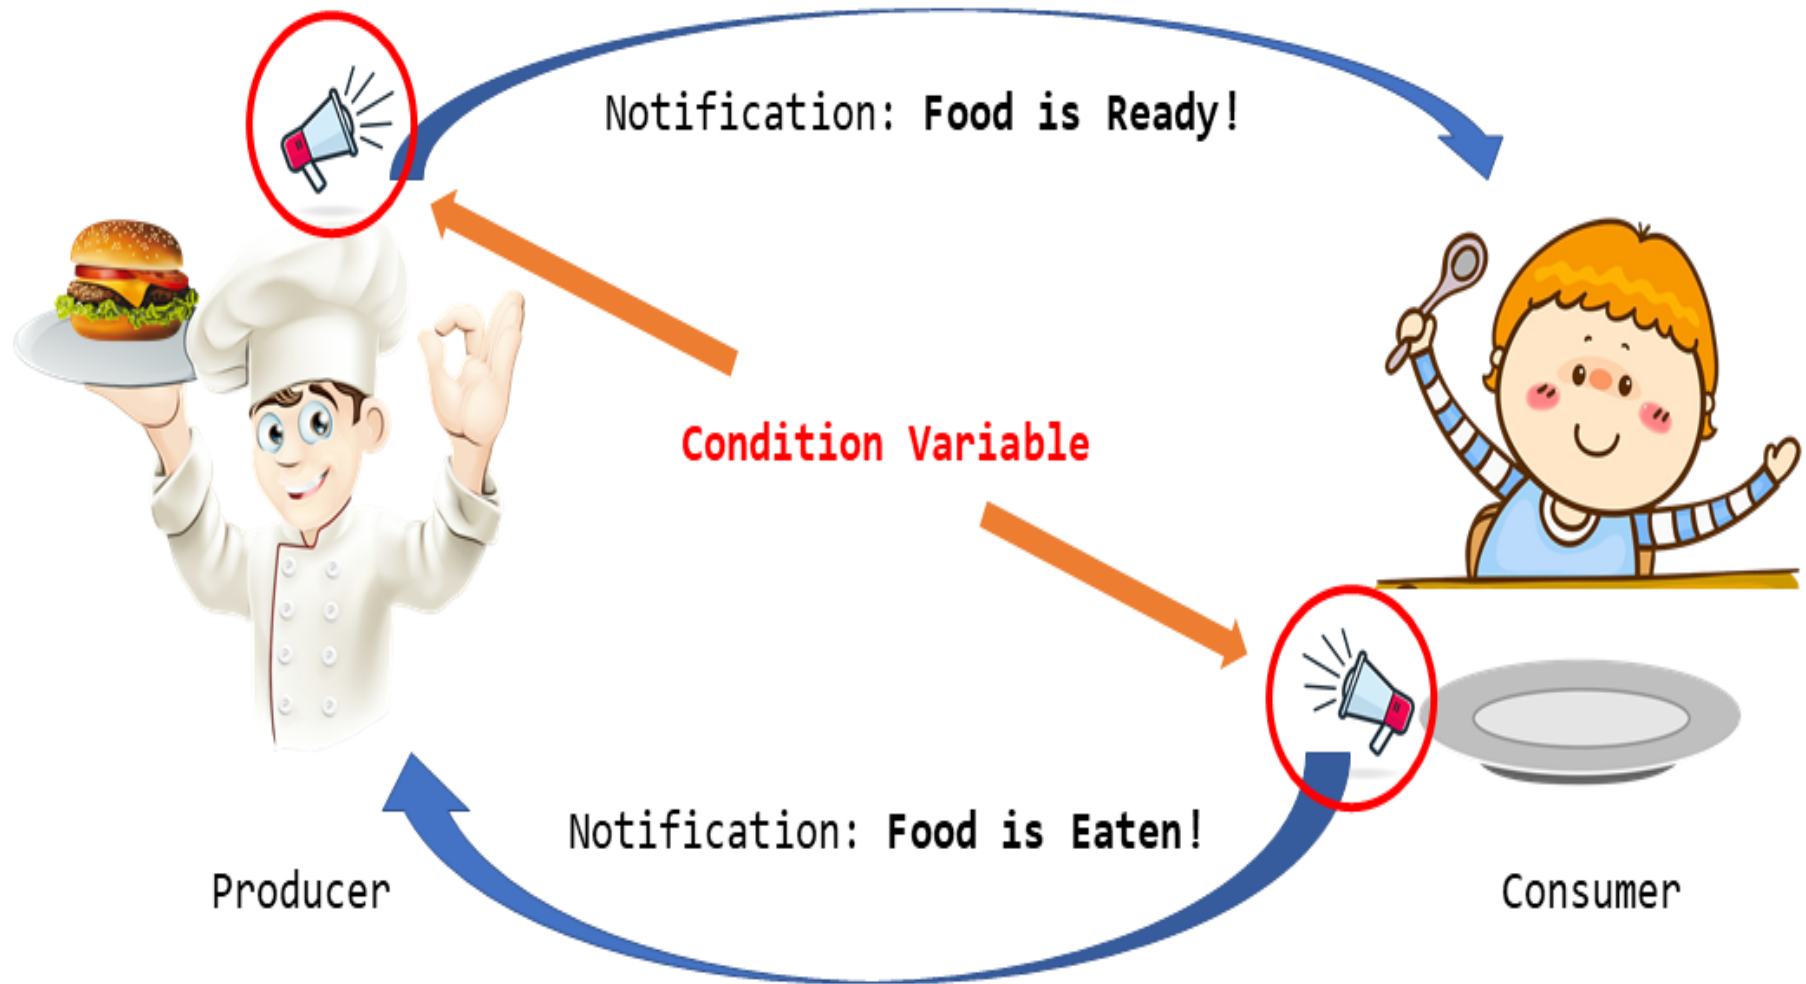 Notification: Food is Ready!
Condition Variable
Notification: Food is Eaten!
Producer
Consumer